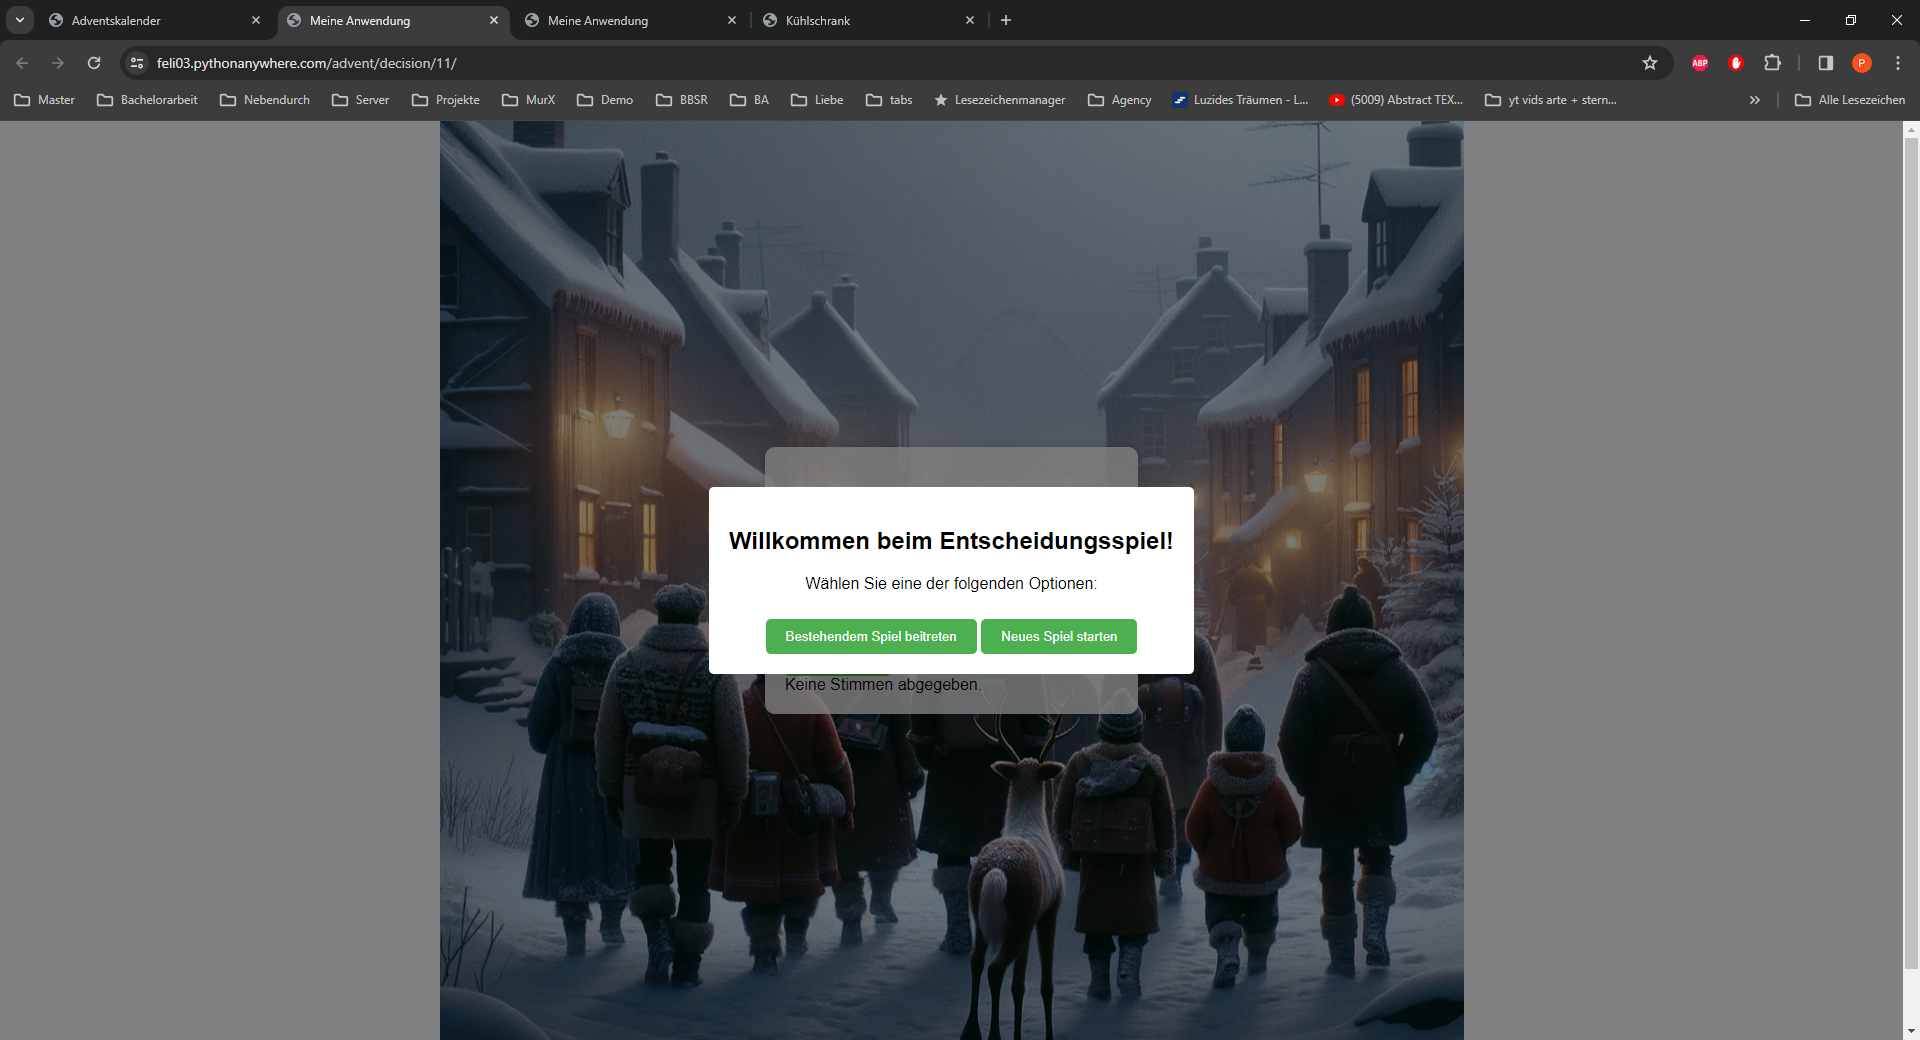 Adventskalender
Meine Anwendung
Meine Anwendung
Kühlschrank
feli03.pythonanywhere.com/advent/decision/11/
ABP
P
Master
Bachelorarbeit
Nebendurch
Server
Projekte
MurX
Demo
BBSR
BA
Liebe
tabs
Lesezeichenmanager
Agency
Luzides Träumen - L...
(5009) Abstract TEX...
yt vids arte + stern...
Alle Lesezeichen
Willkommen beim Entscheidungsspiel!
Wählen Sie eine der folgenden Optionen:
Bestehendem Spiel beitreten
Neues Spiel starten
Keine Stimmen abgegeben.